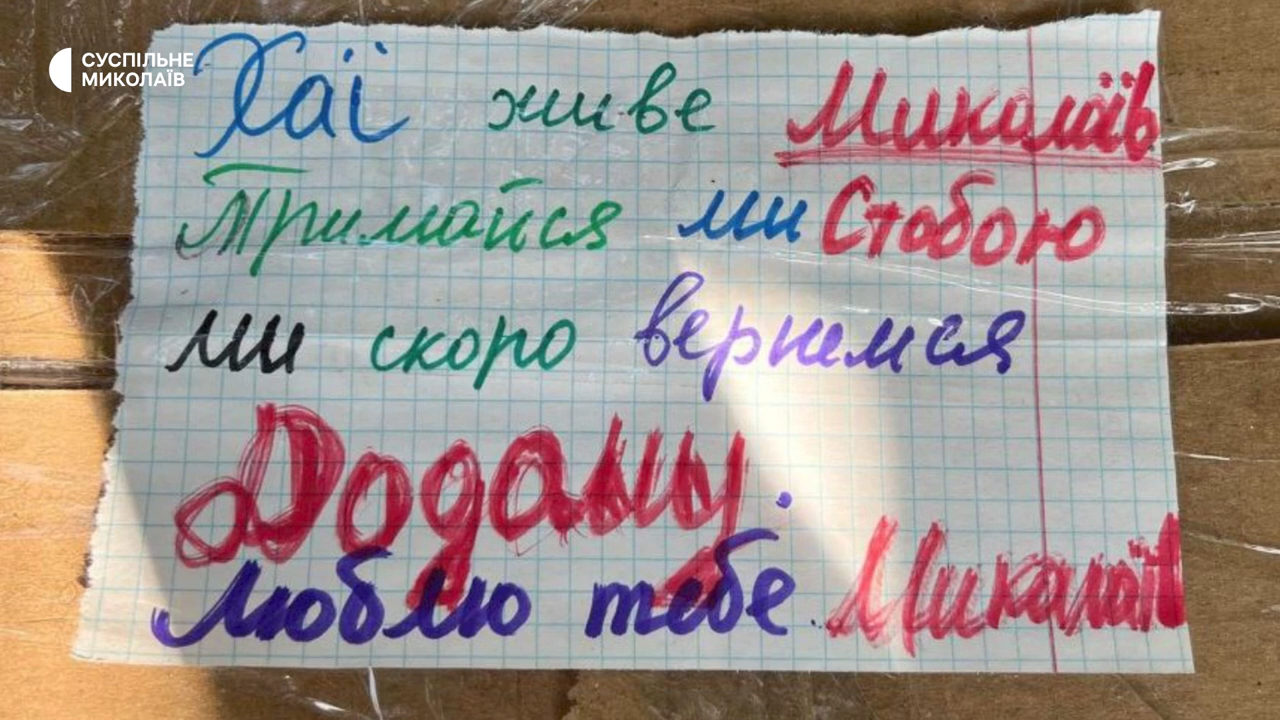 СУСПІЛЬНЕ
МИКОЛАЇВ
Хаї живе Миколаїв
Тримайся ми Стобою
ми скоро вернемся
Додому.
Люблю тебе Миколаїв